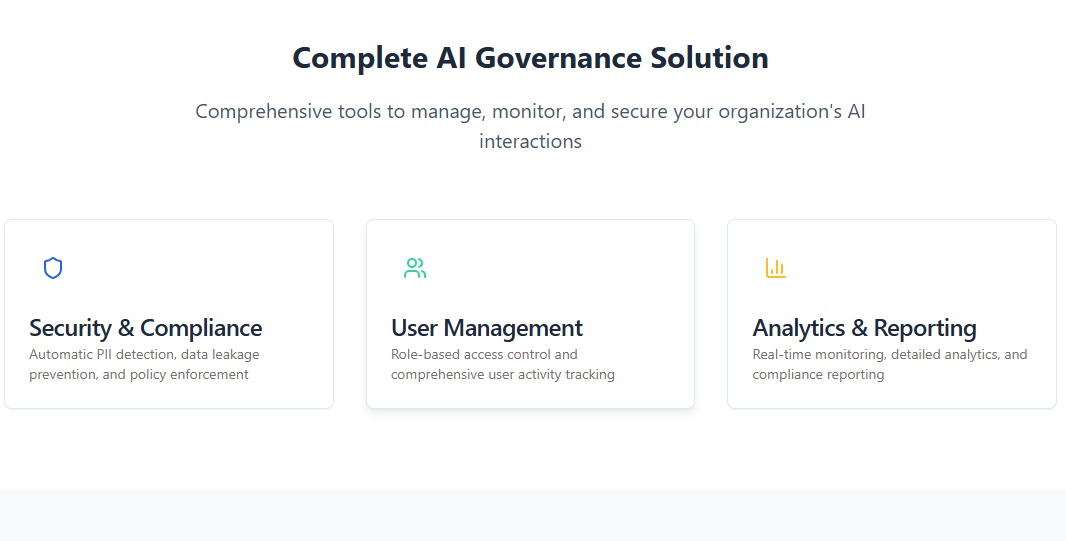 Complete AI Governance Solution
Comprehensive tools to manage, monitor, and secure your organization's AI
interactions
Security & Compliance
Automatic PII detection, data leakage
prevention, and policy enforcement
User Management
Role-based access control and
comprehensive user activity tracking
Analytics & Reporting
Real-time monitoring, detailed analytics, and
compliance reporting